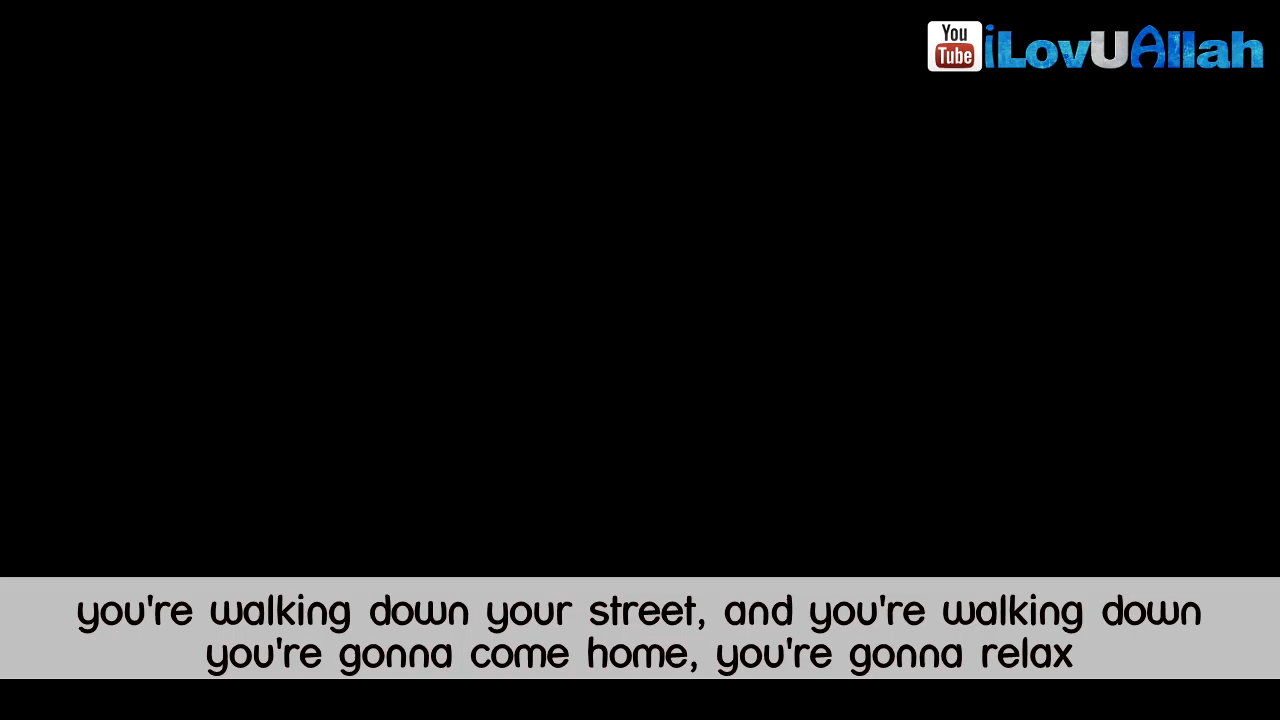 You
Tube
iLovUAllah
you're walking down your street, and you're walking down
you're gonna come home, you're gonna relax